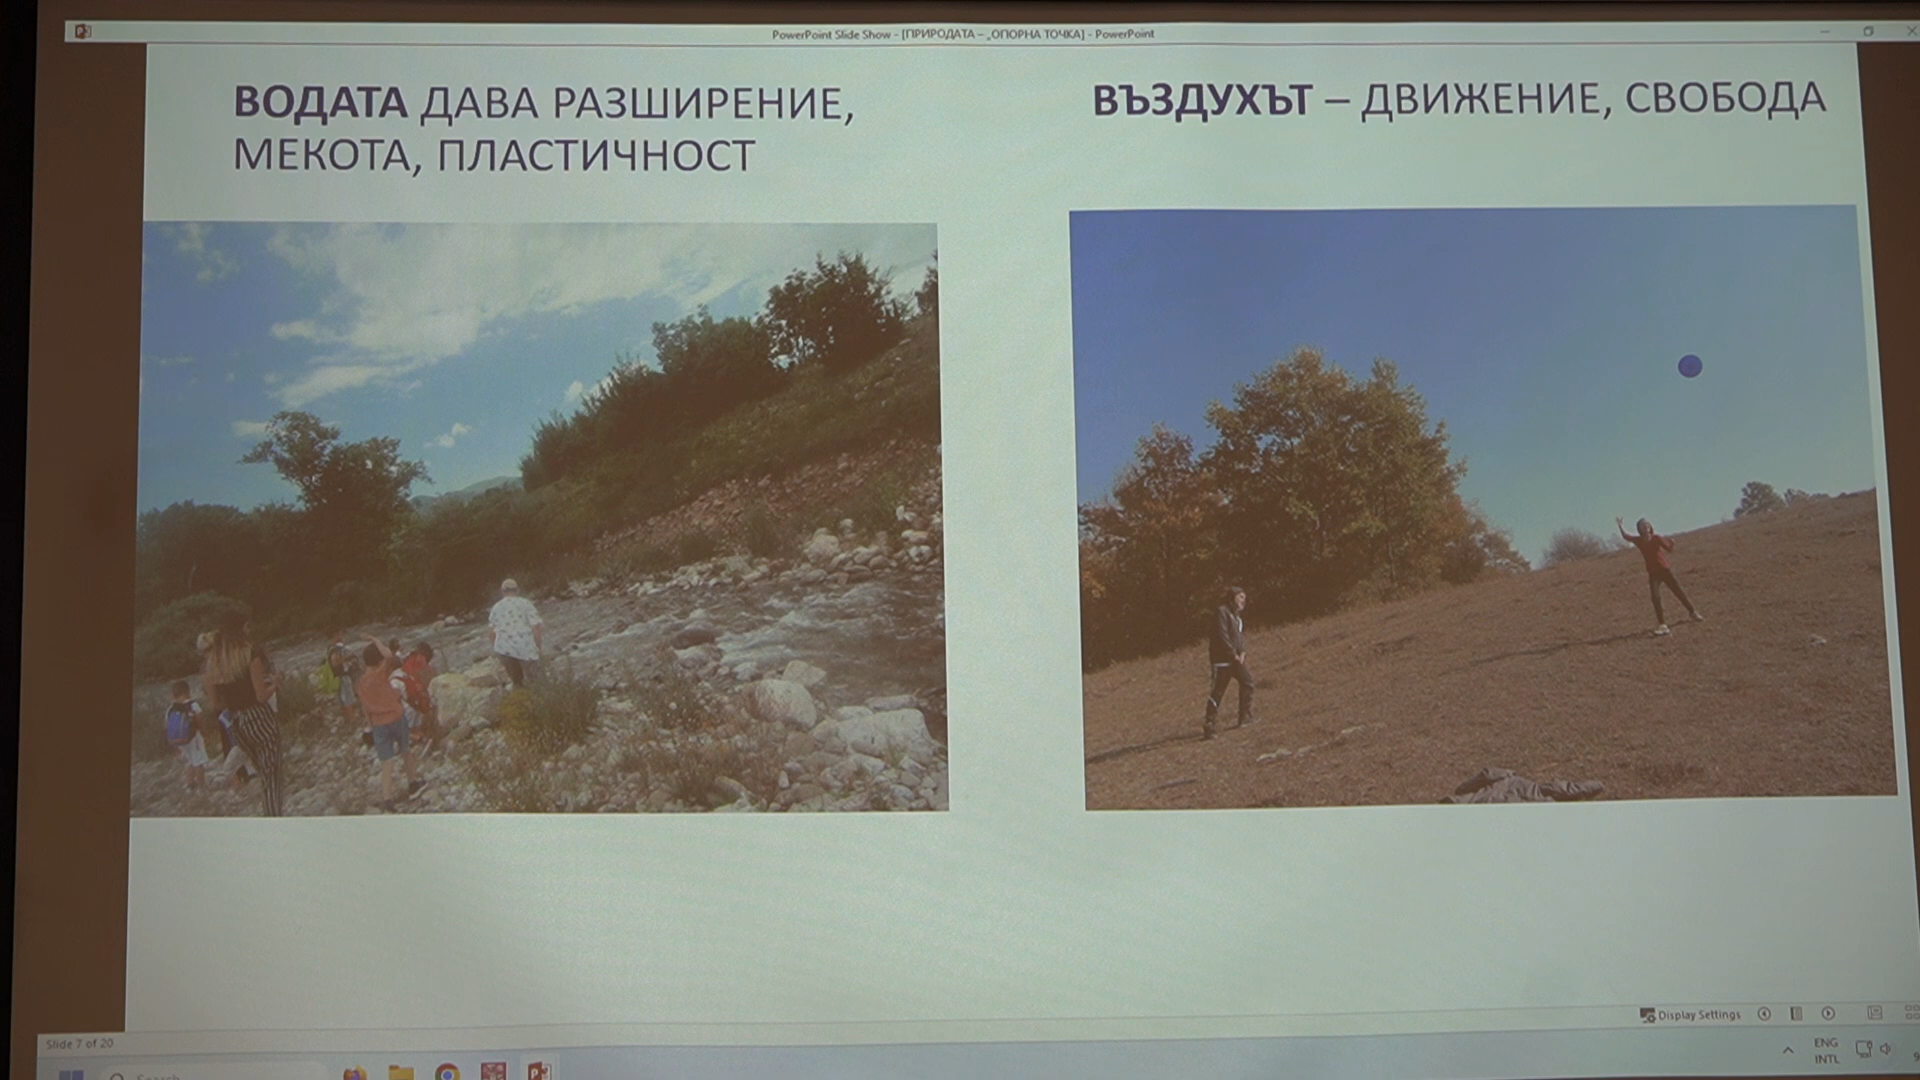 PowerPoint Slide Show - [ПРИРОДАТА – „ОПОРНА ТОЧКА] - PowerPoint
ВОДАТА ДАВА РАЗШИРЕНИЕ,
МЕКОТА, ПЛАСТИЧНОСТ
ВЪЗДУХЪТ – ДВИЖЕНИЕ, СВОБОДА
Display Settings
Slide 7 of 20
ENG
INTL
Search